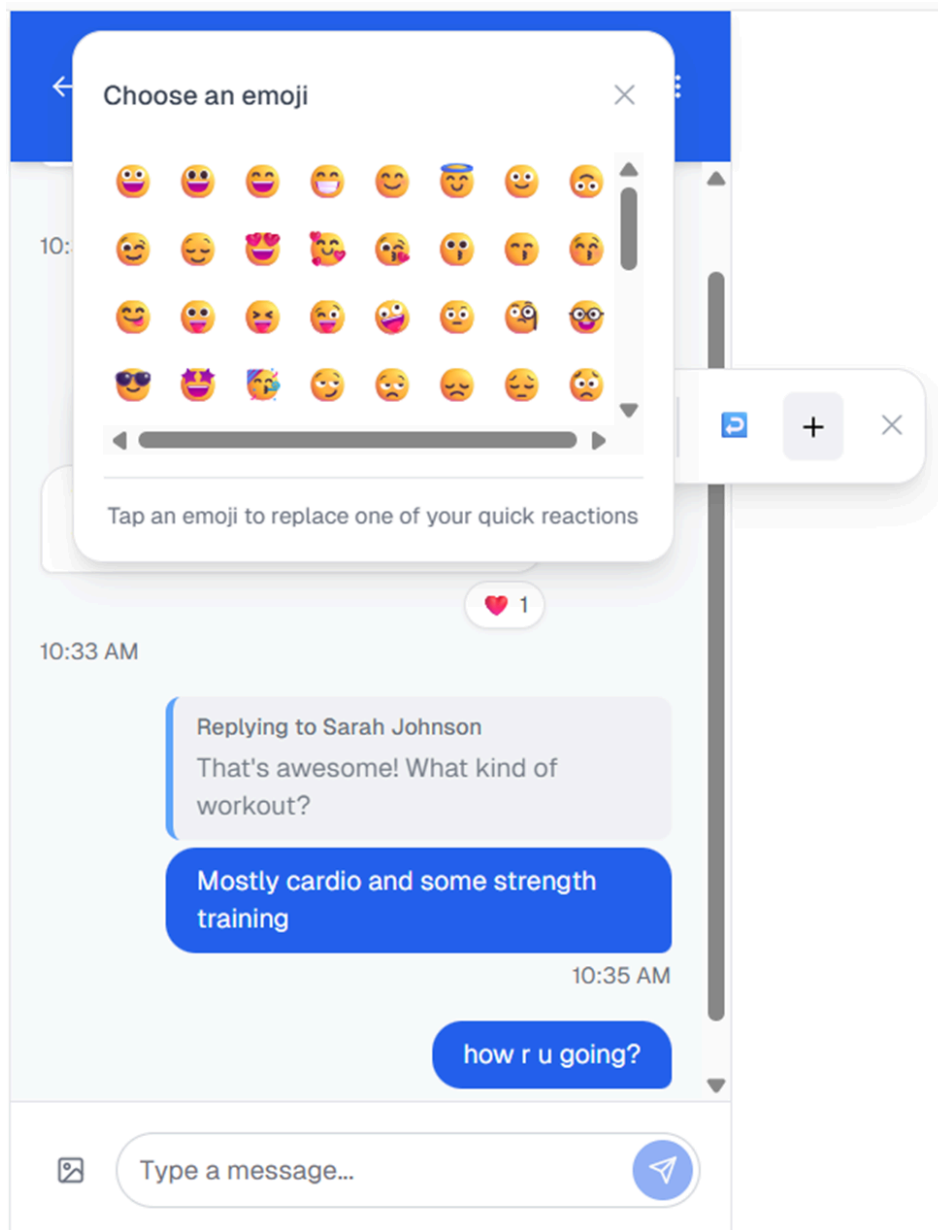 Choose an emoji
10:
Tap an emoji to replace one of your quick reactions
❤️ 1
10:33 AM
Replying to Sarah Johnson
That's awesome! What kind of
workout?
Mostly cardio and some strength
training
10:35 AM
how r u going?
Type a message...